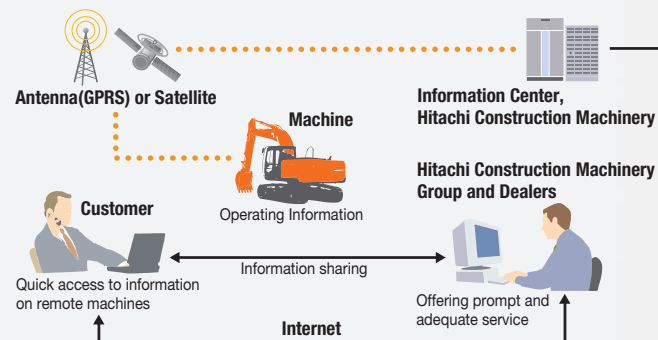 Antenna(GPRS) or Satellite
Information Center,
Hitachi Construction Machinery
Machine
Operating Information
Hitachi Construction Machinery
Group and Dealers
Customer
Information sharing
Quick access to information
on remote machines
Offering prompt and
adequate service
Internet